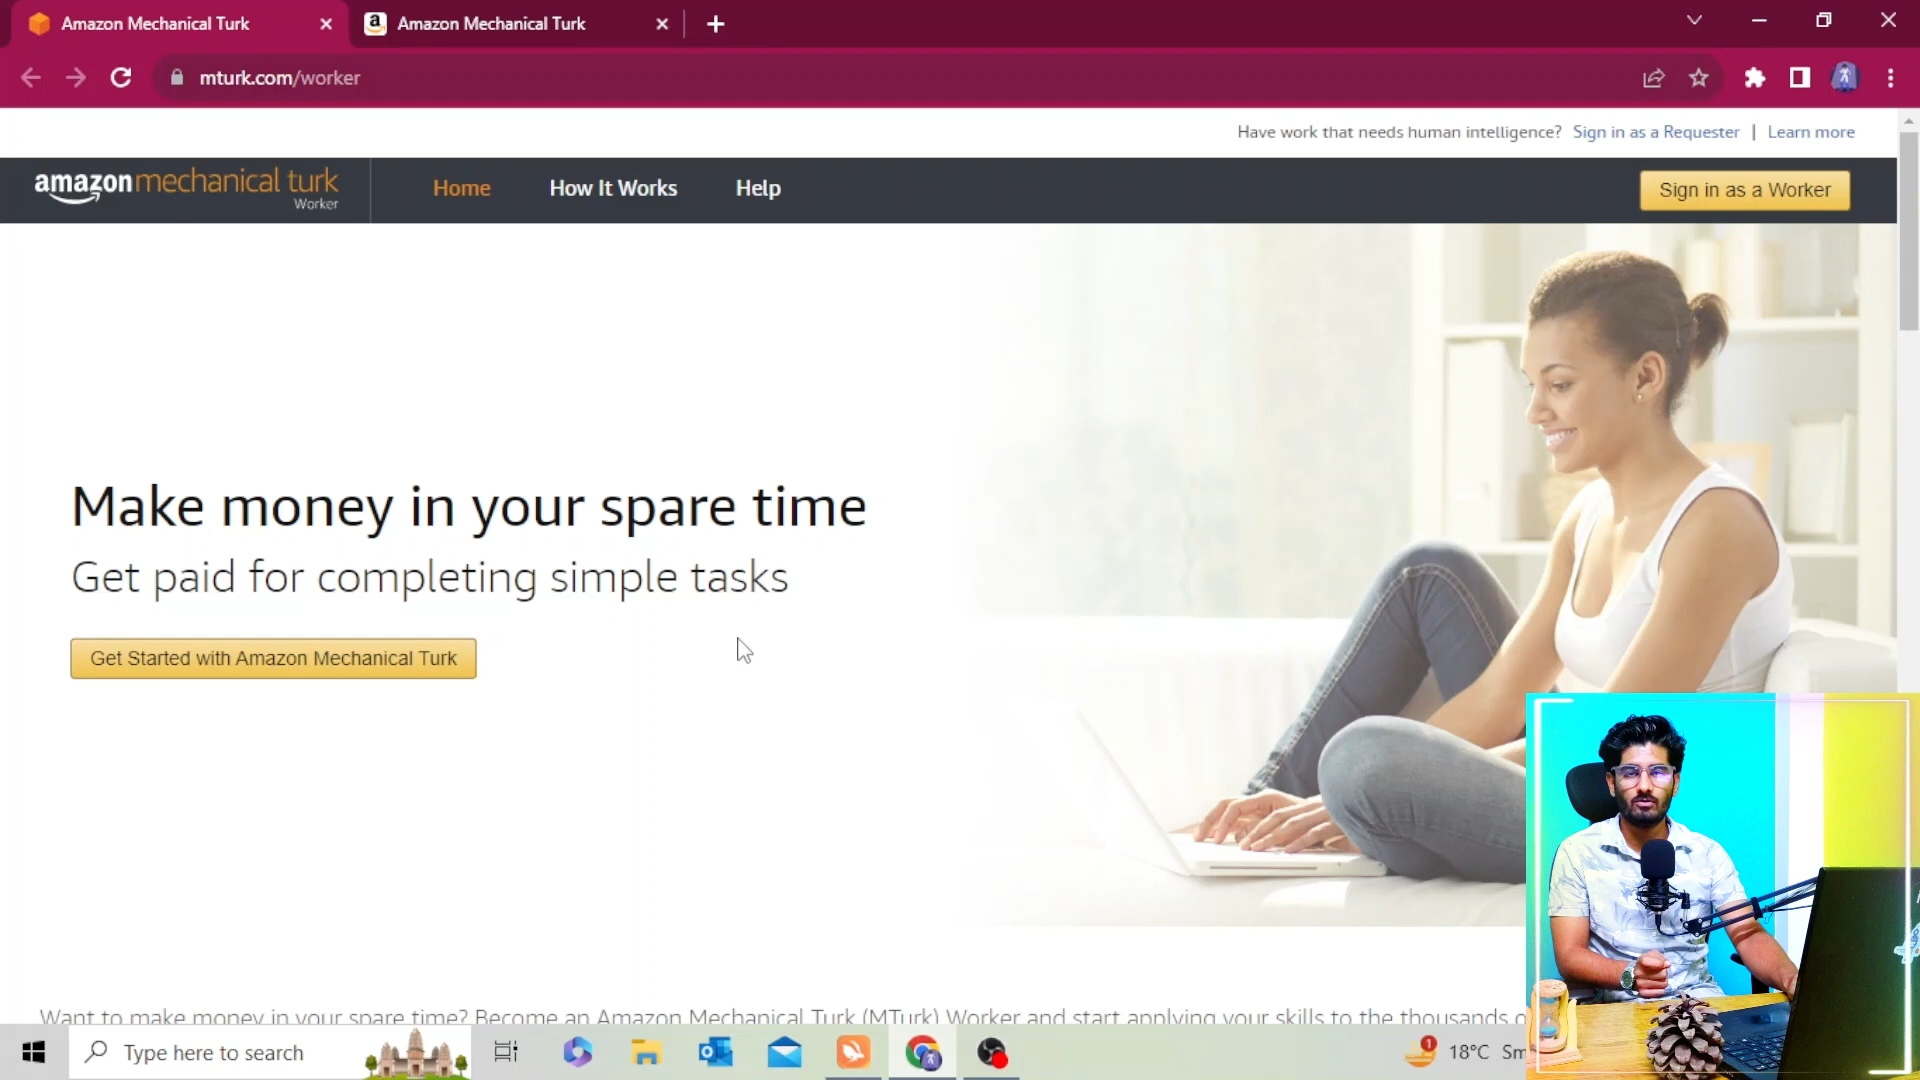 Amazon Mechanical Turk
Amazon Mechanical Turk
mturk.com/worker
Have work that needs human intelligence? Sign in as a Requester | Learn more
amazon mechanical turk
Worker
Home
How It Works
Help
Sign in as a Worker
Make money in your spare time
Get paid for completing simple tasks
Get Started with Amazon Mechanical Turk
Want to make money in your spare time? Become an Amazon Mechanical Turk (MTurk) Worker and start applying your skills to the thousands o
Type here to search
1
18°C Sm